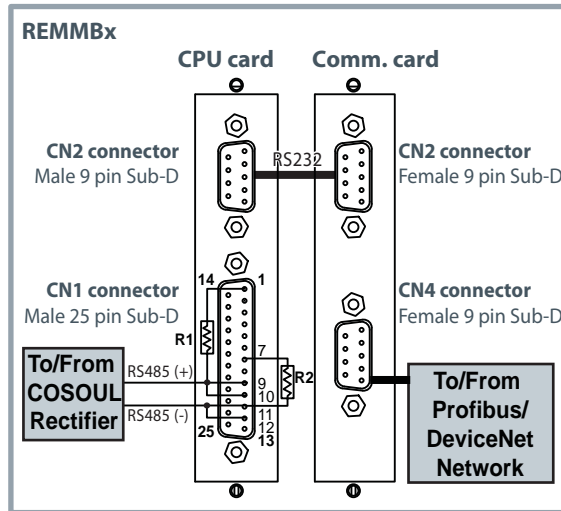 REMMBx
CPU card
Comm. card
CN2 connector
Male 9 pin Sub-D
RS232
CN2 connector
Female 9 pin Sub-D
CN1 connector
Male 25 pin Sub-D
14
1
R1
7
R2
9
10
11
12
13
25
CN4 connector
Female 9 pin Sub-D
To/From
COSOUL
Rectifier
RS485 (+)
RS485 (-)
To/From
Profibus/
DeviceNet
Network